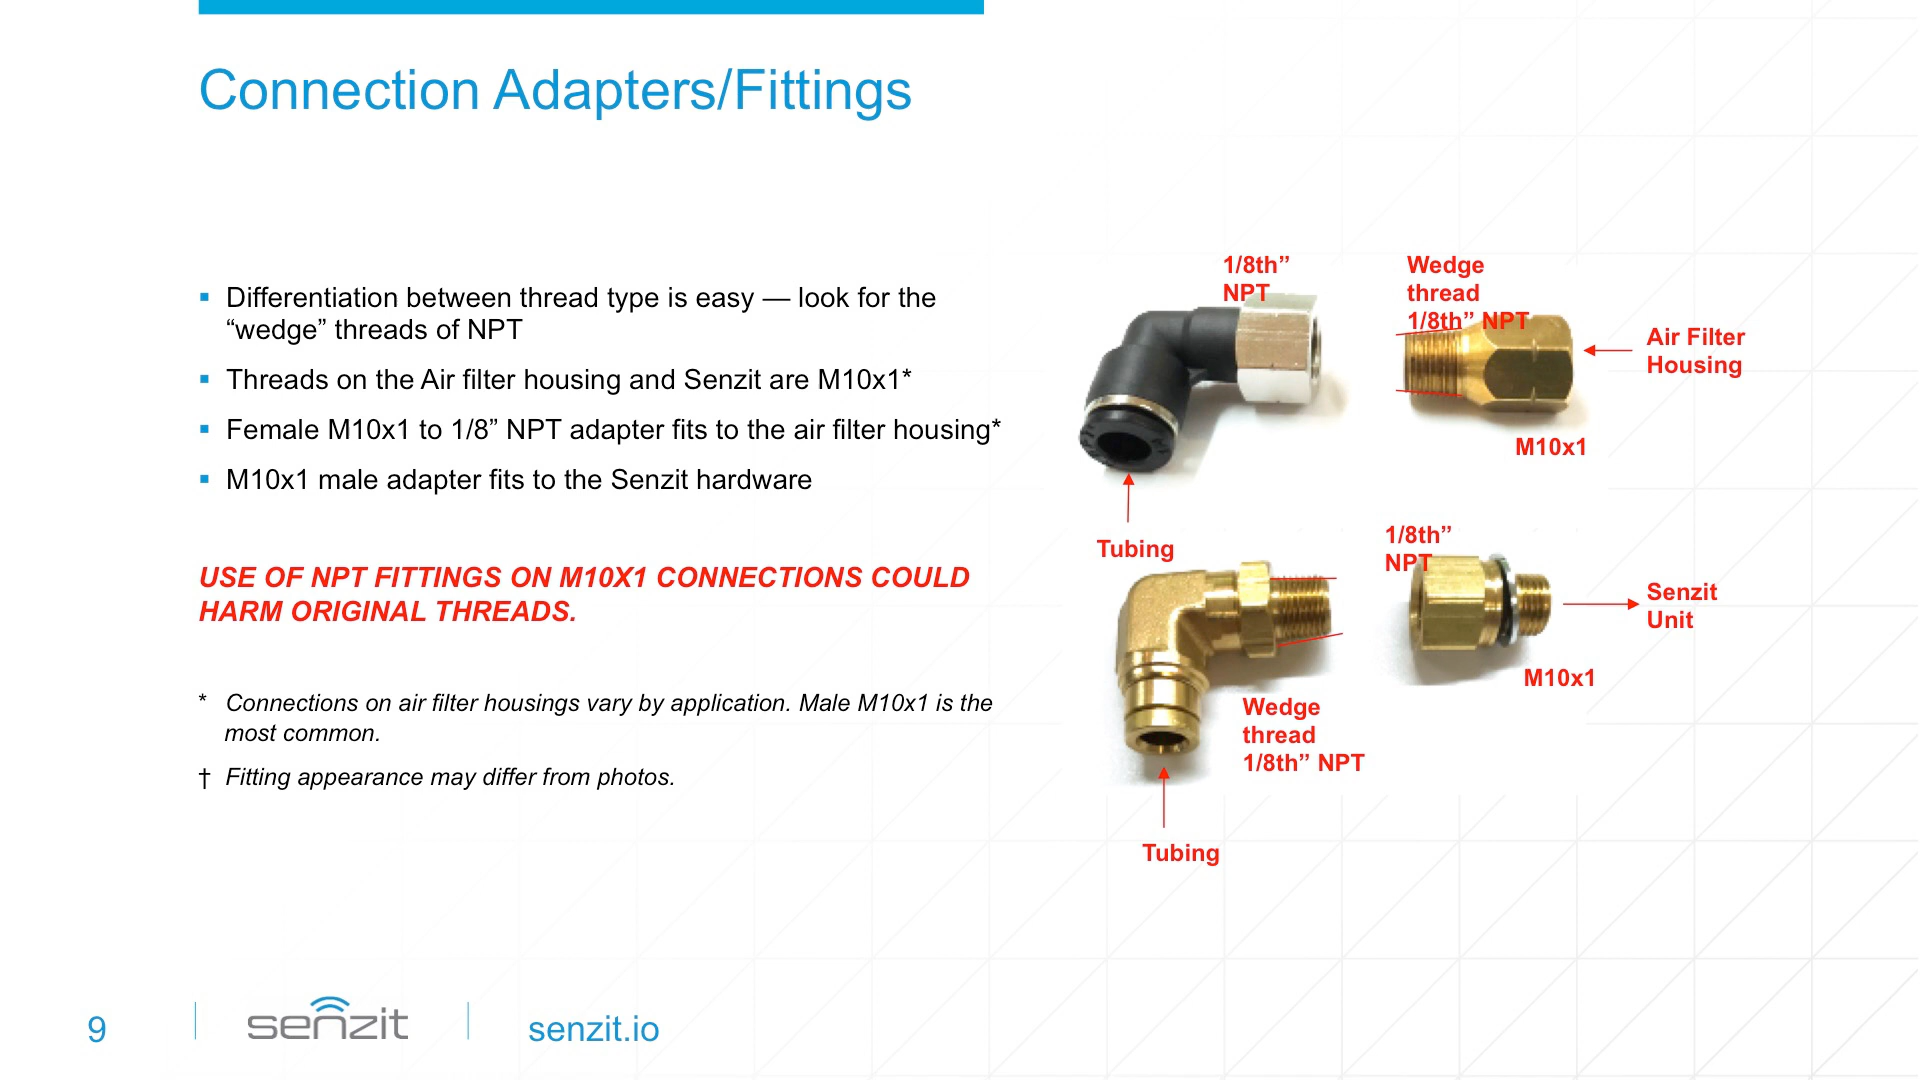 Connection Adapters/Fittings
▪ Differentiation between thread type is easy — look for the
“wedge” threads of NPT
▪ Threads on the Air filter housing and Senzit are M10x1*
▪ Female M10x1 to 1/8” NPT adapter fits to the air filter housing*
▪ M10x1 male adapter fits to the Senzit hardware
USE OF NPT FITTINGS ON M10X1 CONNECTIONS COULD
HARM ORIGINAL THREADS.
* Connections on air filter housings vary by application. Male M10x1 is the
most common.
† Fitting appearance may differ from photos.
1/8th”
NPT
Wedge
thread
1/8th” NPT
Air Filter
Housing
M10x1
Tubing
1/8th”
NPT
Senzit
Unit
M10x1
Wedge
thread
1/8th” NPT
Tubing
9
senzit
senzit.io